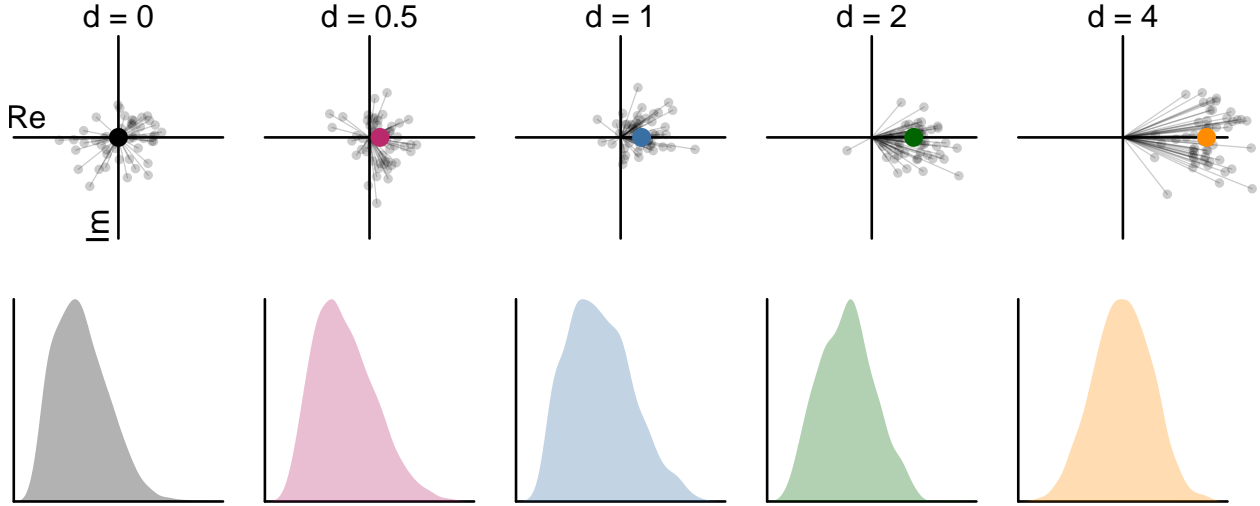 d = 0
d = 0.5
d = 1
d = 2
d = 4
Re
Im